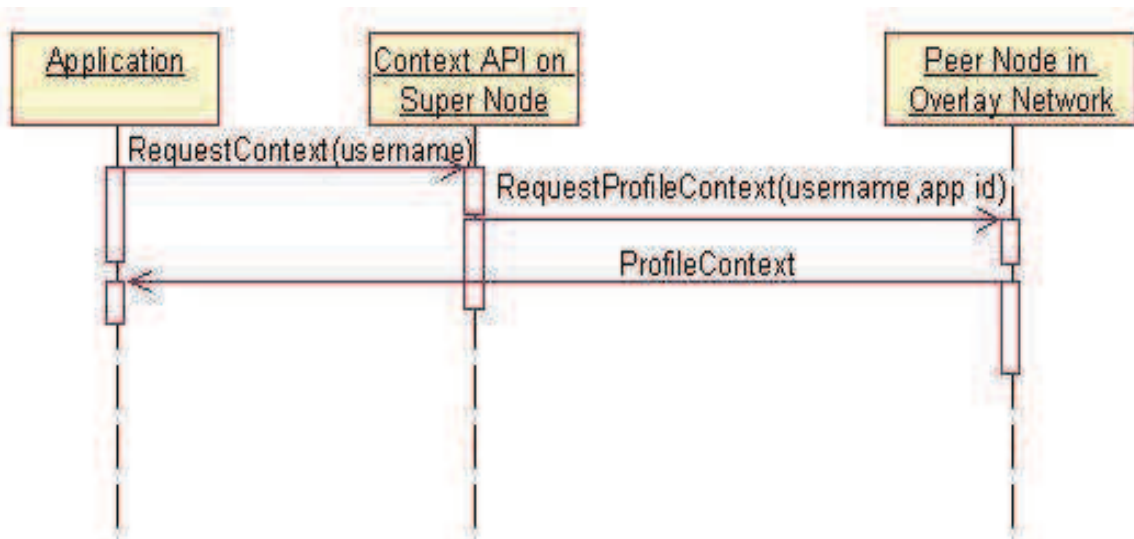 Application
Context API on
Super Node
Peer Node in
Overlay Network
RequestContext(username)
RequestProfileContext(username,app id)
ProfileContext